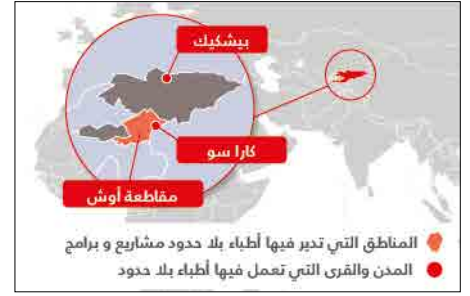 بيشكيك
كارا سو
مقاطعة أوش
المناطق التي تدير فيها أطباء بلا حدود مشاريع و برامج
المدن والقرى التي تعمل فيها أطباء بلا حدود